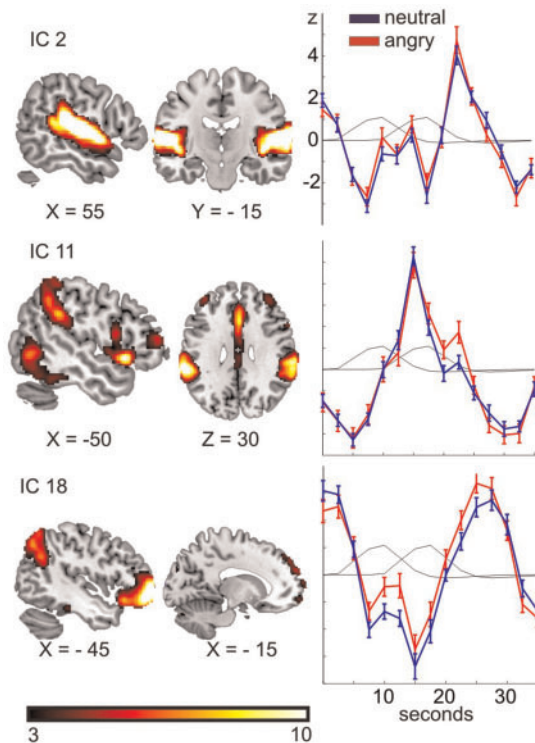 IC 2
X = 55
Y = - 15
z
neutral
angry
4
2
0
-2
IC 11
X = -50
Z = 30
IC 18
X = - 45
X = - 15
3
10
10
20
30
seconds